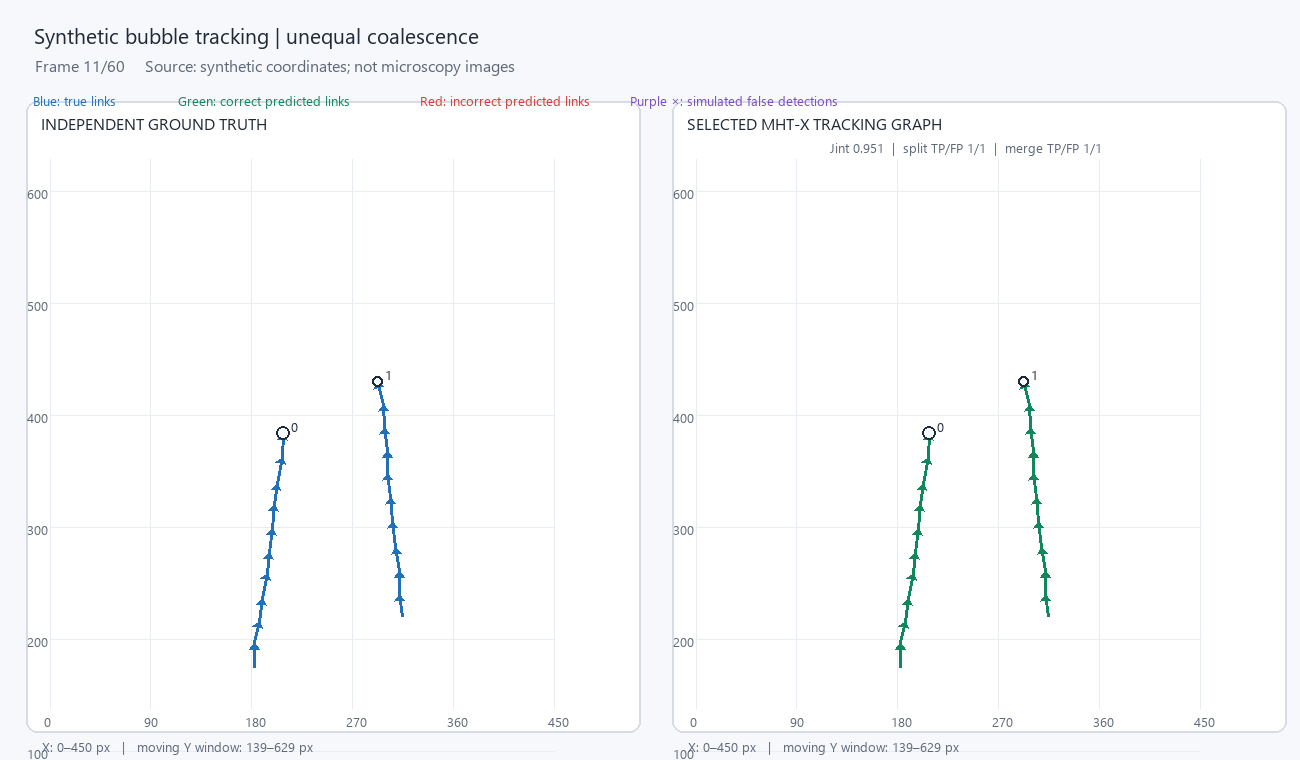 Synthetic bubble tracking | unequal coalescence
Frame 11/60 Source: synthetic coordinates; not microscopy images
Blue: true links Green: correct predicted links Red: incorrect predicted links Purple ×: simulated false detections
INDEPENDENT GROUND TRUTH
600
500
400
300
200
100
0 90 180 270 360 450
1
0
X: 0–450 px | moving Y window: 139–629 px
SELECTED MHT-X TRACKING GRAPH
Jint 0.951 | split TP/FP 1/1 | merge TP/FP 1/1
600
500
400
300
200
100
0 90 180 270 360 450
1
0
X: 0–450 px | moving Y window: 139–629 px